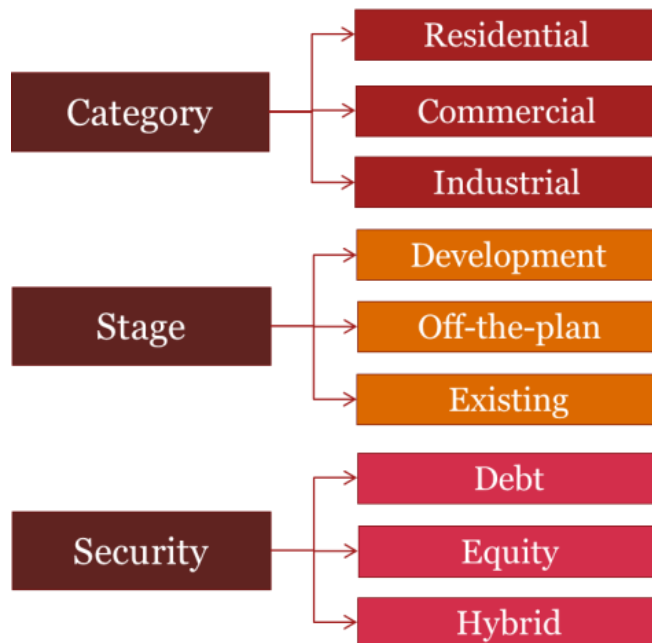 Category
Residential
Commercial
Industrial
Stage
Development
Off-the-plan
Existing
Security
Debt
Equity
Hybrid